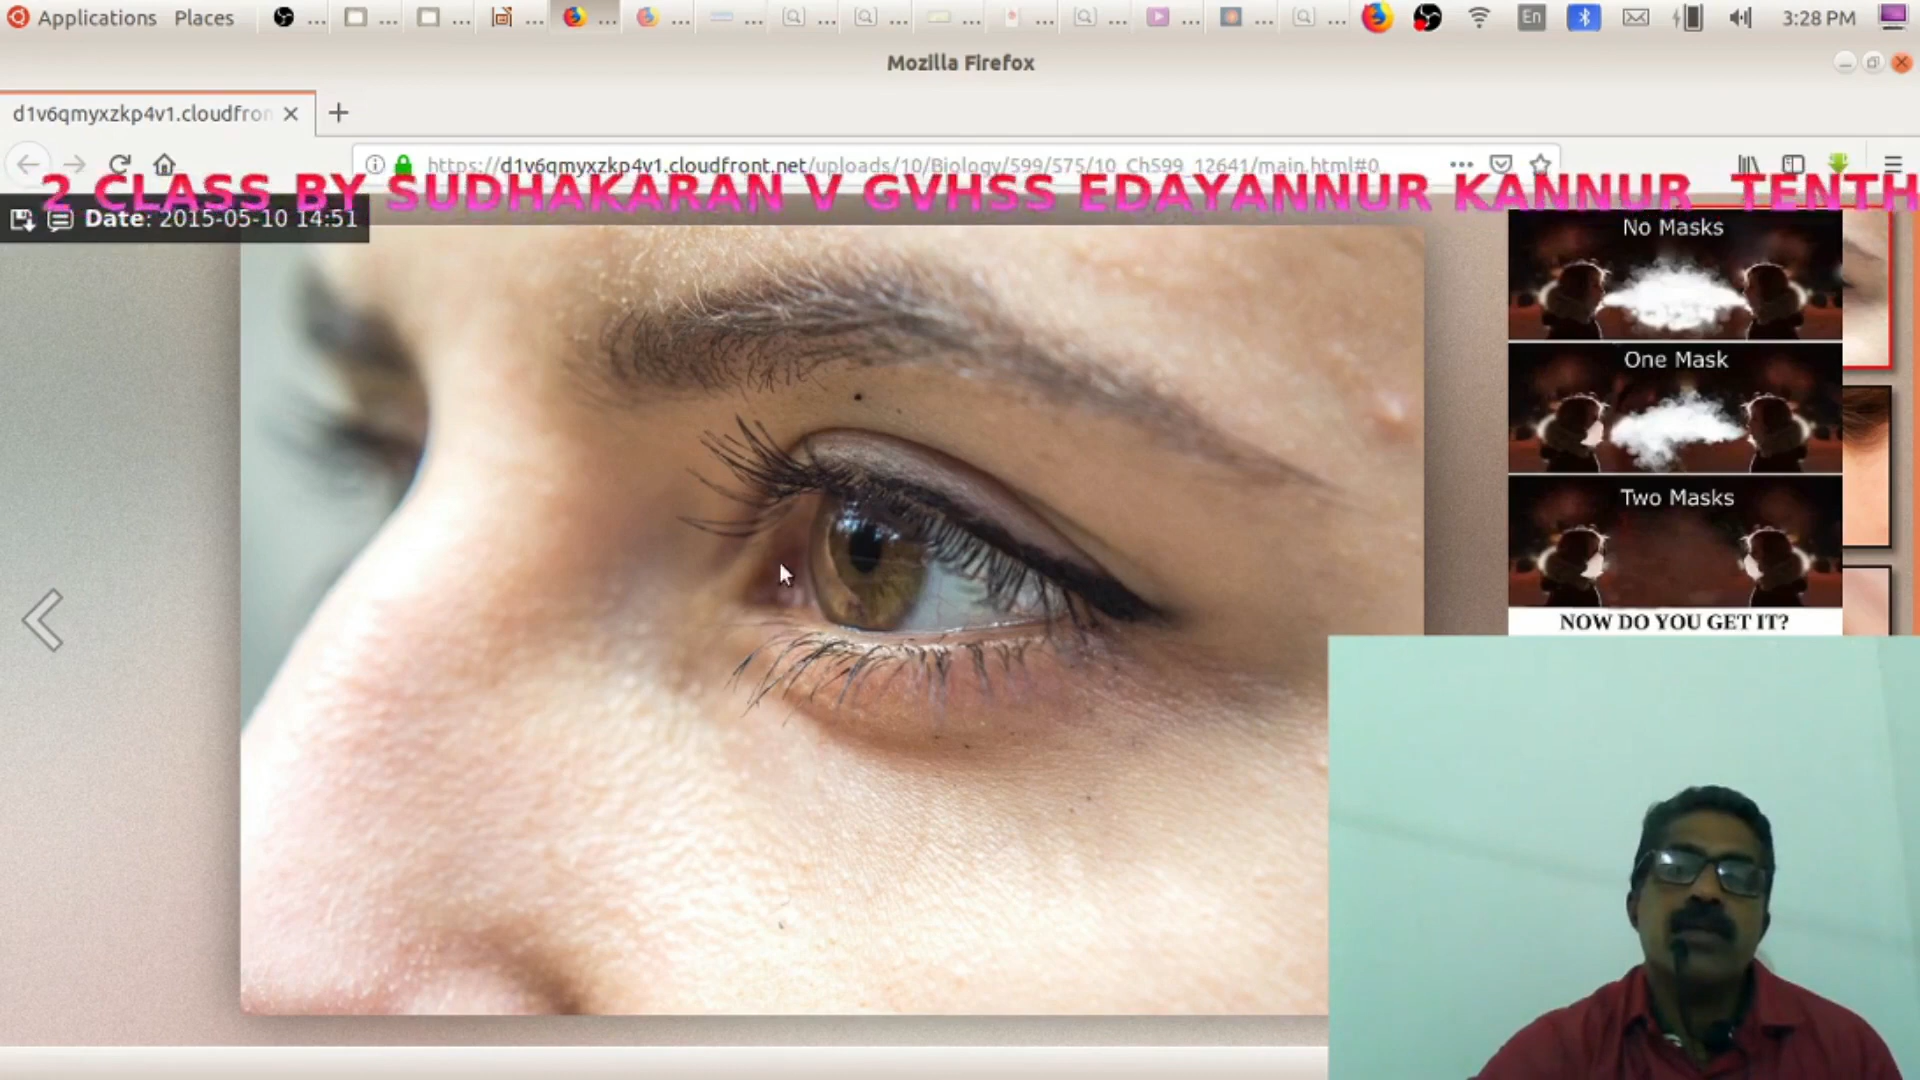 Applications Places
... ... ... ... ... ... ... ... ... ... ... ... ... ... ... En 3:28 PM
Mozilla Firefox
d1v6qmyxzkp4v1.cloudfron
https://d1v6qmyxzkp4v1.cloudfront.net/uploads/10/Biology/599/575/10_Ch599_12641/main.html#0
2 CLASS BY SUDHAKARAN V GVHSS EDAYANNUR KANNUR TENTH
Date: 2015-05-10 14:51
No Masks
One Mask
Two Masks
NOW DO YOU GET IT?